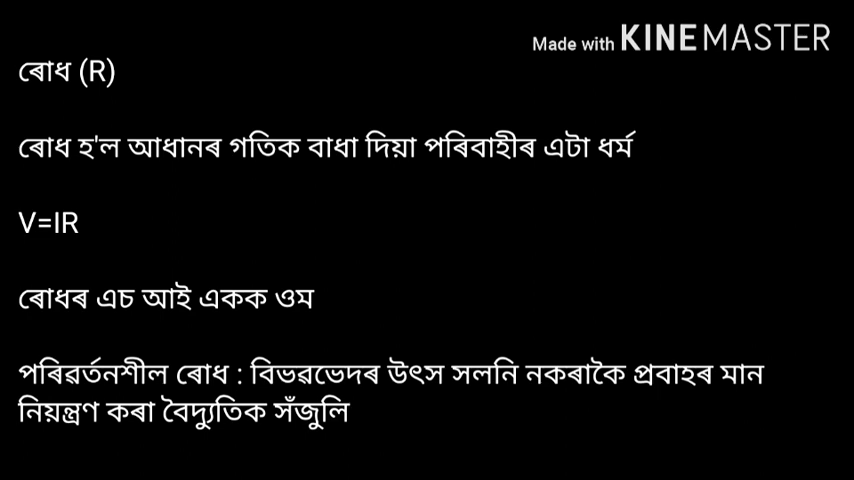 Made with KINEMASTER
ৰোধ (R)
ৰোধ হ'ল আধানৰ গতিক বাধা দিয়া পৰিবাহীৰ এটা ধৰ্ম
V=IR
ৰোধৰ এচ আই একক ওম
পৰিৱৰ্তনশীল ৰোধ : বিভৱভেদৰ উৎস সলনি নকৰাকৈ প্ৰবাহৰ মান
নিয়ন্ত্ৰণ কৰা বৈদ্যুতিক সঁজুলি